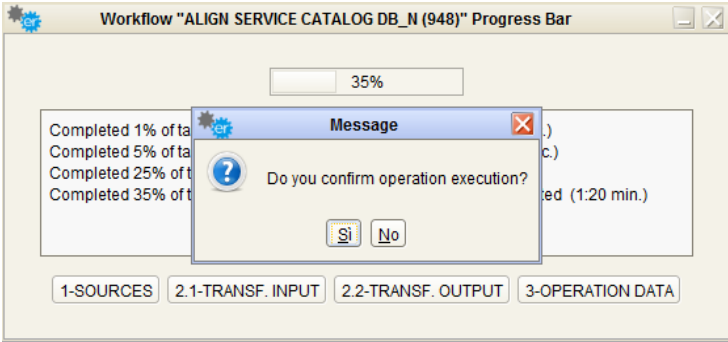 Workflow "ALIGN SERVICE CATALOG DB_N (948)" Progress Bar
35%
Completed 1% of ta .)
Completed 5% of ta c.)
Completed 25% of t
Completed 35% of t ted (1:20 min.)
er
Message
Do you confirm operation execution?
Sì
No
1-SOURCES
2.1-TRANSF. INPUT
2.2-TRANSF. OUTPUT
3-OPERATION DATA